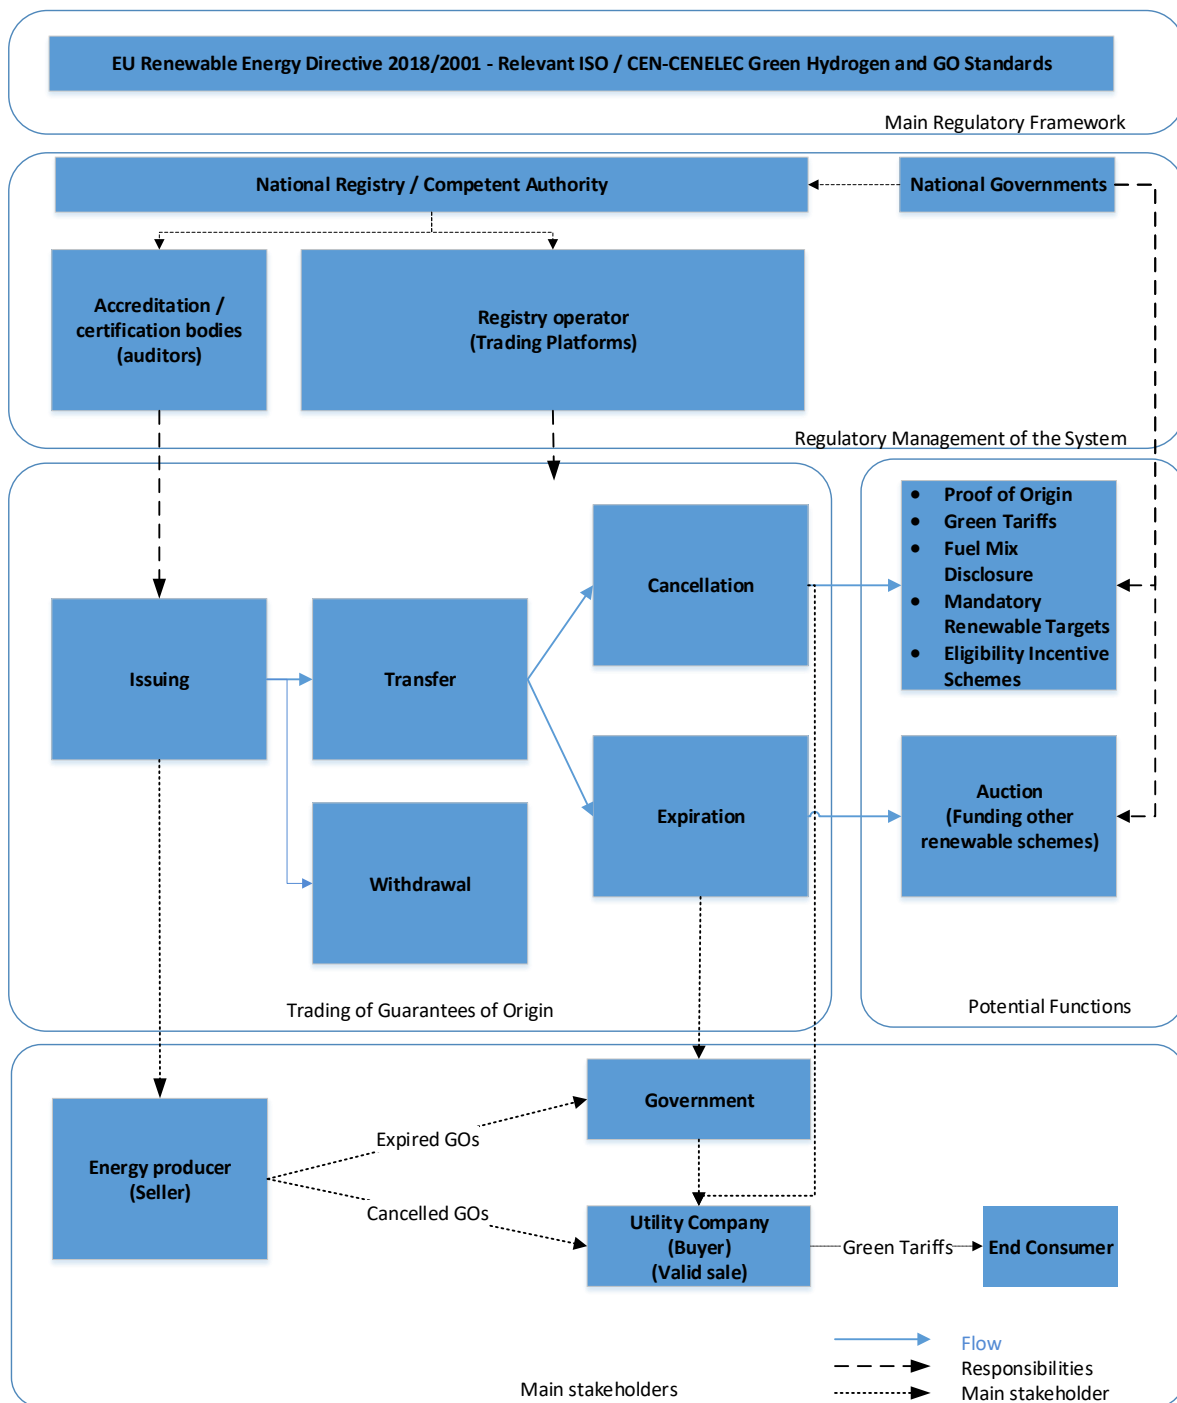 EU Renewable Energy Directive 2018/2001 - Relevant ISO / CEN-CENELEC Green Hydrogen and GO Standards
Main Regulatory Framework
National Registry / Competent Authority
National Governments
Accreditation /
certification bodies
(auditors)
Registry operator
(Trading Platforms)
Regulatory Management of the System
Issuing
Transfer
Withdrawal
Cancellation
Expiration
Trading of Guarantees of Origin
• Proof of Origin
• Green Tariffs
• Fuel Mix
Disclosure
• Mandatory
Renewable Targets
• Eligibility Incentive
Schemes
Auction
(Funding other
renewable schemes)
Potential Functions
Energy producer
(Seller)
Expired GOs
Cancelled GOs
Government
Utility Company
(Buyer)
(Valid sale)
Green Tariffs
End Consumer
Flow
Responsibilities
Main stakeholder
Main stakeholders